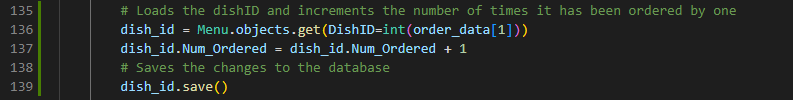 135 # Loads the dishID and increments the number of times it has been ordered by one
136 dish_id = Menu.objects.get(DishID=int(order_data[1]))
137 dish_id.Num_Ordered = dish_id.Num_Ordered + 1
138 # Saves the changes to the database
139 dish_id.save()